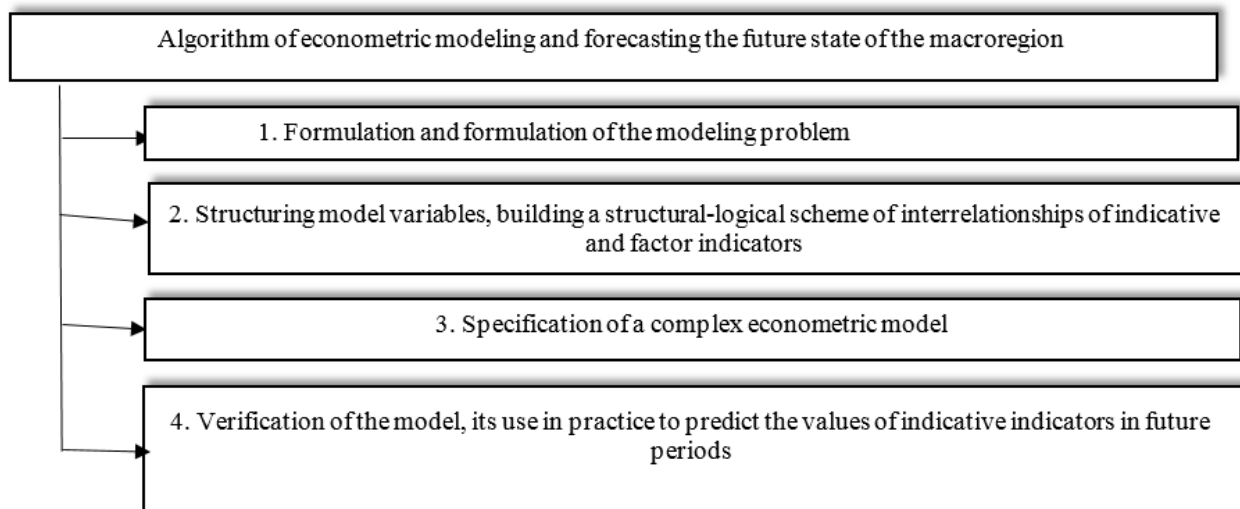 Algorithm of econometric modeling and forecasting the future state of the macroregion
1. Formulation and formulation of the modeling problem
2. Structuring model variables, building a structural-logical scheme of interrelationships of indicative
and factor indicators
3. Specification of a complex econometric model
4. Verification of the model, its use in practice to predict the values of indicative indicators in future
periods